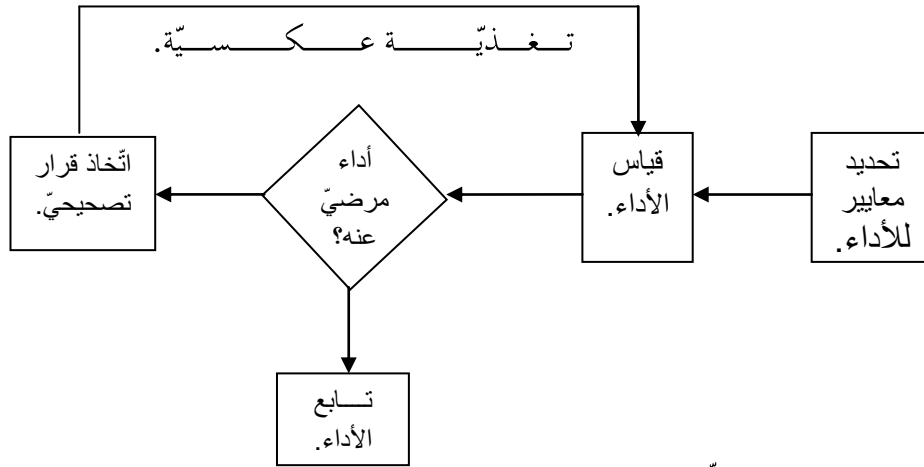 تغذيّة عكسيّة.
تحديد
معايير
للأداء.
قياس
الأداء.
أداء
مرضيّ
عنه؟
اتّخاذ قرار
تصحيحيّ.
تابع
الأداء.